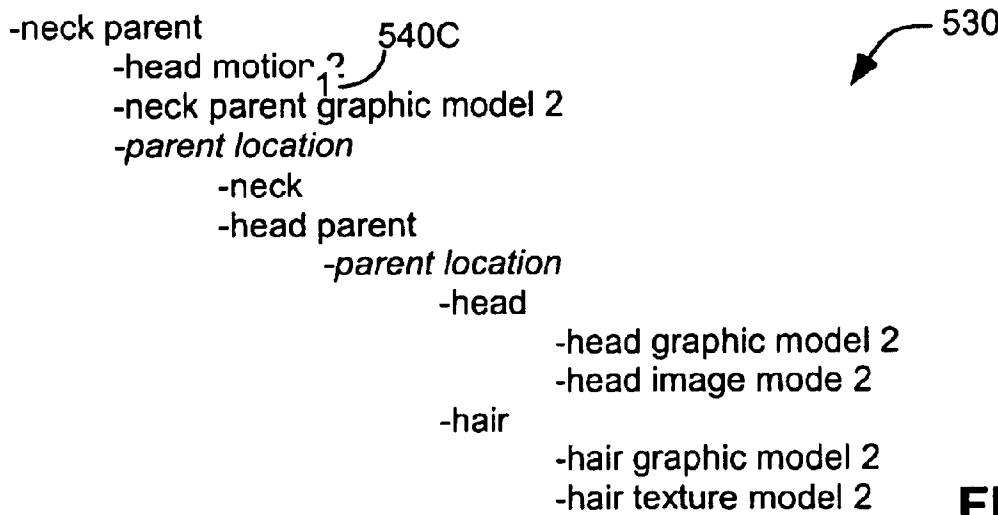 -neck parent
540C
530
-head motion
1
-neck parent graphic model 2
-parent location
-neck
-head parent
-parent location
-head
-head graphic model 2
-head image mode 2
-hair
-hair graphic model 2
-hair texture model 2